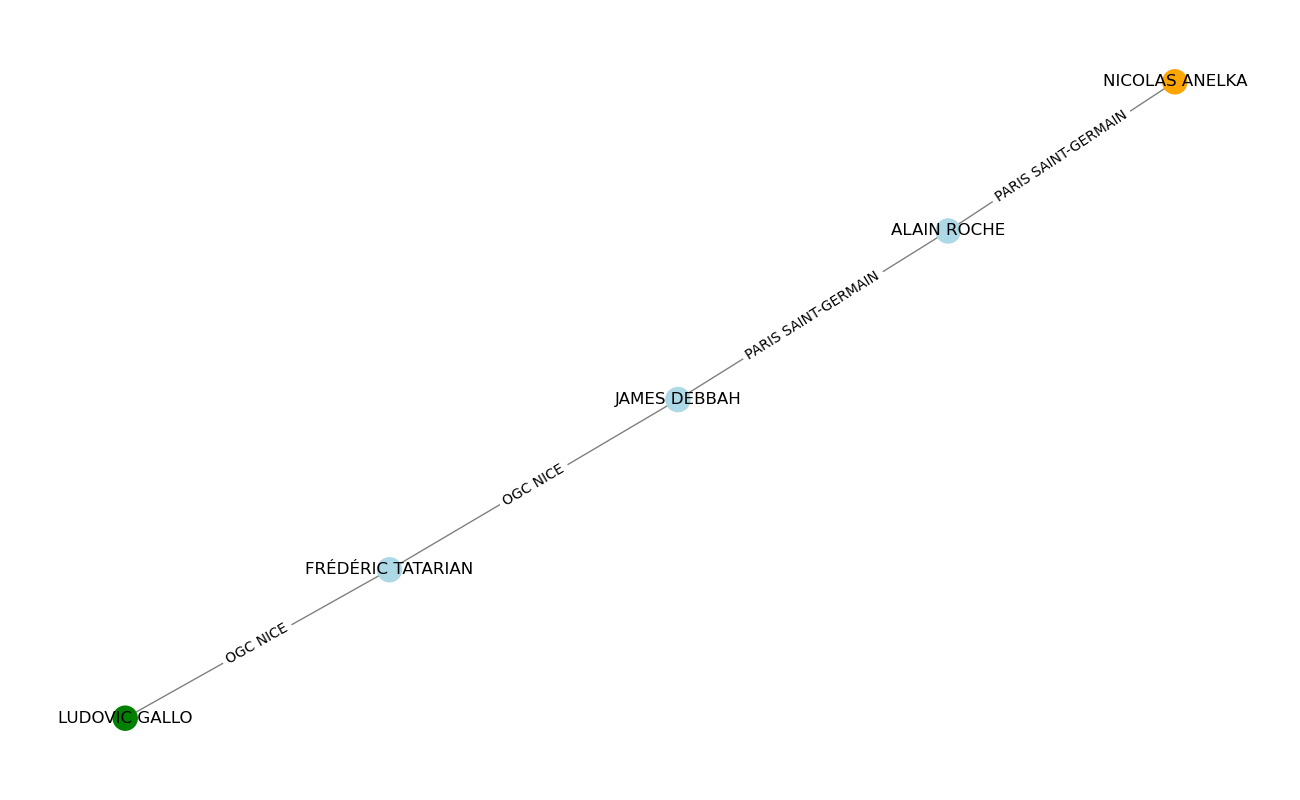 NICOLAS ANELKA
PARIS SAINT-GERMAIN
ALAIN ROCHE
PARIS SAINT-GERMAIN
JAMES DEBBAH
OGC NICE
FRÉDÉRIC TATARIAN
OGC NICE
LUDOVIC GALLO